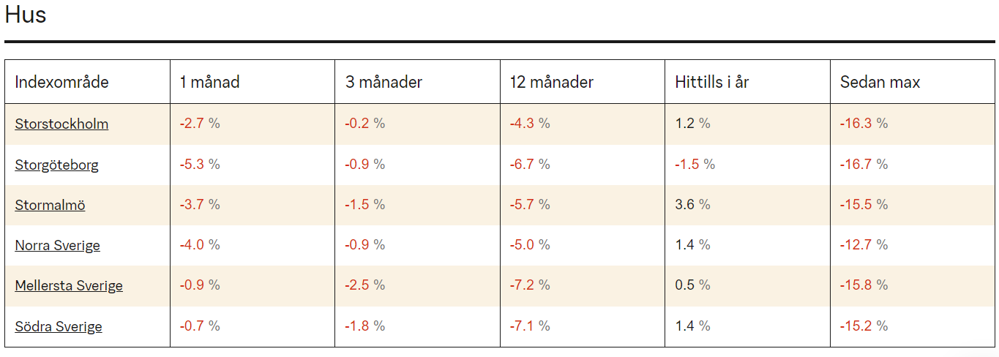 Hus
Indexområde 1 månad 3 månader 12 månader Hittills i år Sedan max
Storstockholm -2.7 % -0.2 % -4.3 % 1.2 % -16.3 %
Storgöteborg -5.3 % -0.9 % -6.7 % -1.5 % -16.7 %
Stormalmö -3.7 % -1.5 % -5.7 % 3.6 % -15.5 %
Norra Sverige -4.0 % -0.9 % -5.0 % 1.4 % -12.7 %
Mellersta Sverige -0.9 % -2.5 % -7.2 % 0.5 % -15.8 %
Södra Sverige -0.7 % -1.8 % -7.1 % 1.4 % -15.2 %